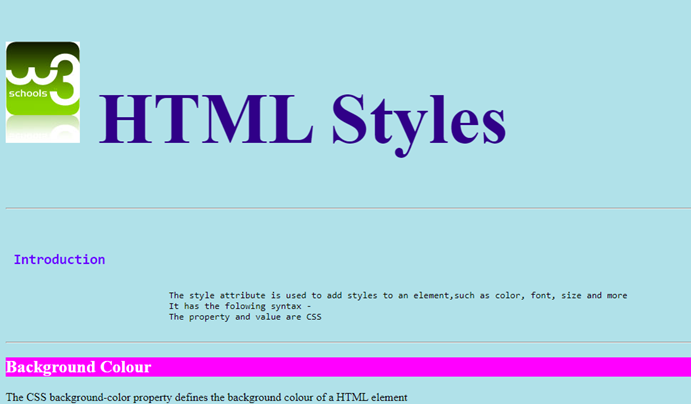 w3
schools
HTML Styles
Introduction
The style attribute is used to add styles to an element,such as color, font, size and more
It has the folowing syntax -
The property and value are CSS
Background Colour
The CSS background-color property defines the background colour of a HTML element